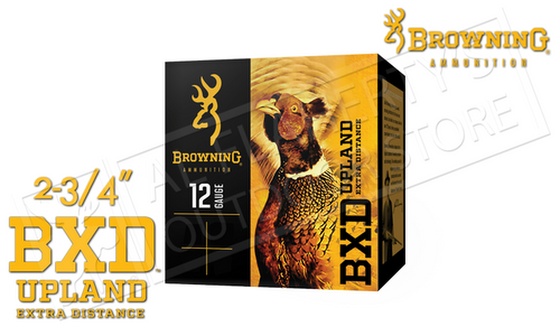 BROWNING
AMMUNITION
BROWNING
AMMUNITION
12
GAUGE
BXD
UPLAND
EXTRA DISTANCE
2-3/4"
BXD
UPLAND
EXTRA DISTANCE